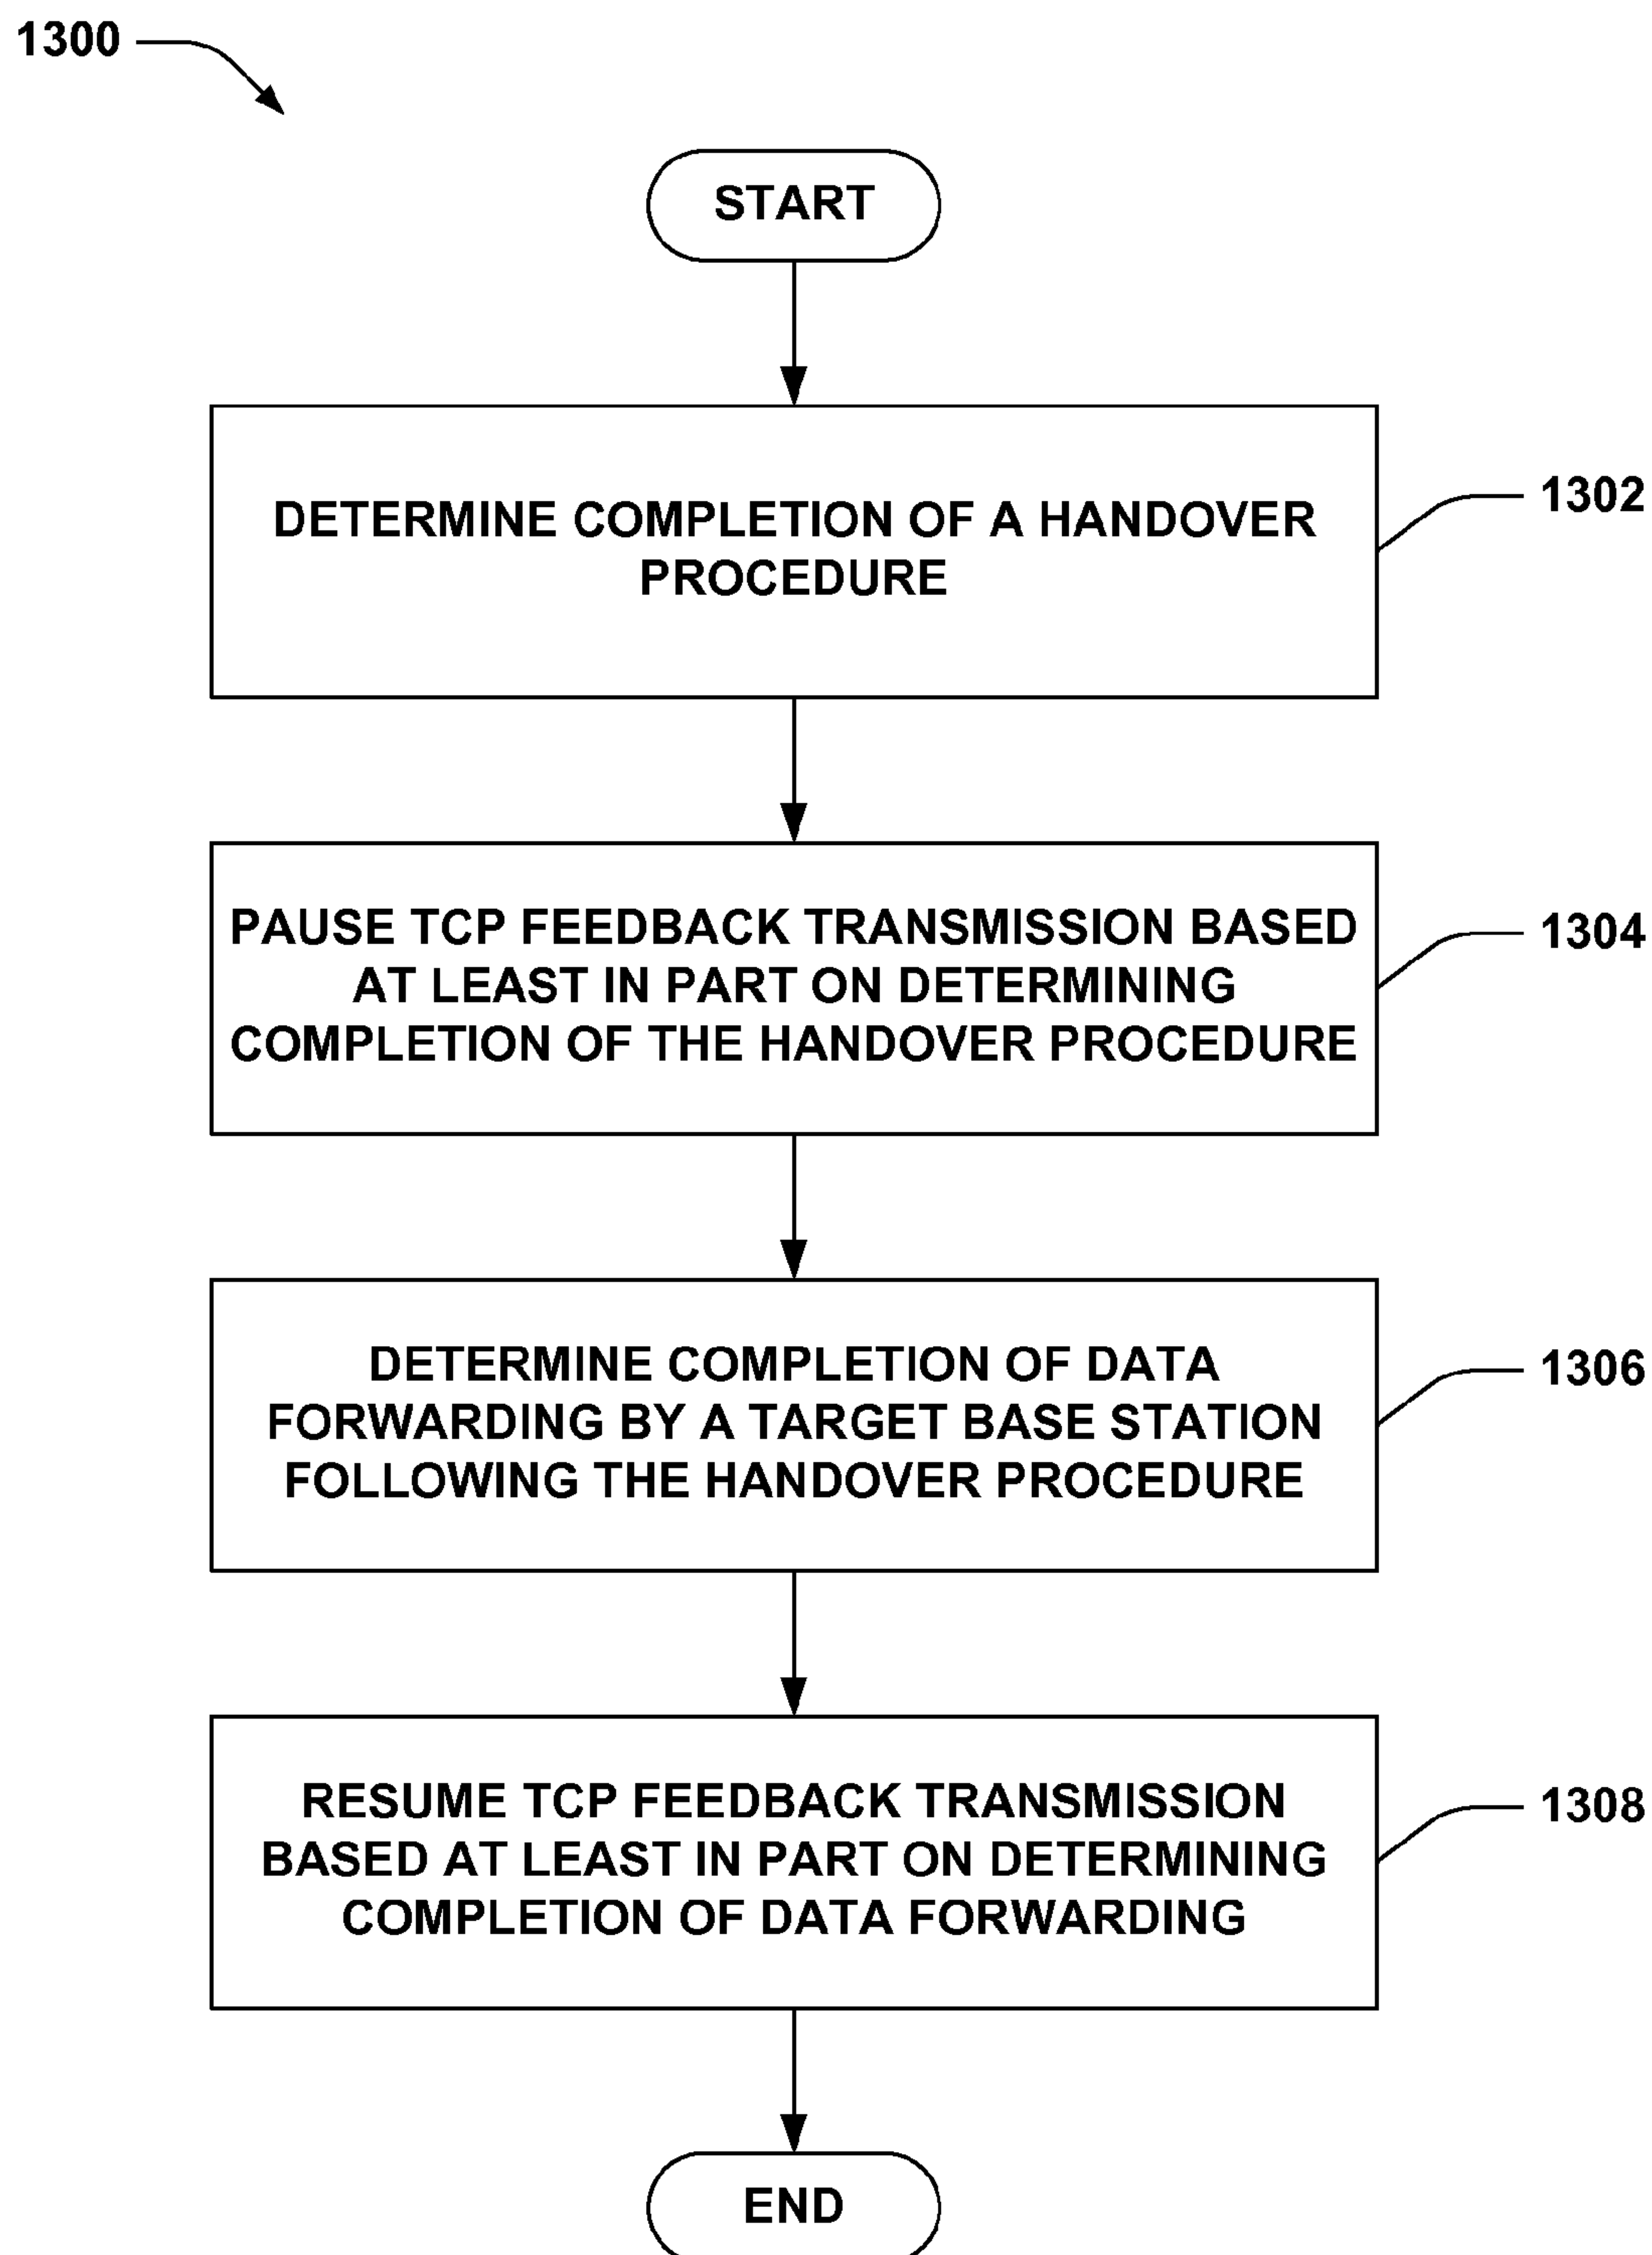 1300
START
DETERMINE COMPLETION OF A HANDOVER
PROCEDURE
1302
PAUSE TCP FEEDBACK TRANSMISSION BASED
AT LEAST IN PART ON DETERMINING
COMPLETION OF THE HANDOVER PROCEDURE
1304
DETERMINE COMPLETION OF DATA
FORWARDING BY A TARGET BASE STATION
FOLLOWING THE HANDOVER PROCEDURE
1306
RESUME TCP FEEDBACK TRANSMISSION
BASED AT LEAST IN PART ON DETERMINING
COMPLETION OF DATA FORWARDING
1308
END